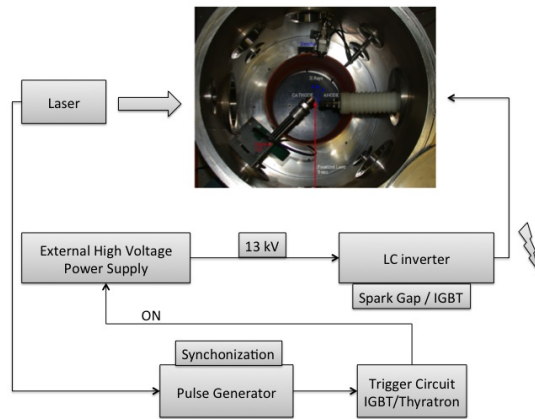 Laser
X-Rays
CATHODE
ANODE
External High Voltage
Power Supply
13 kV
LC inverter
Spark Gap / IGBT
ON
Synchonization
Pulse Generator
Trigger Circuit
IGBT/Thyratron